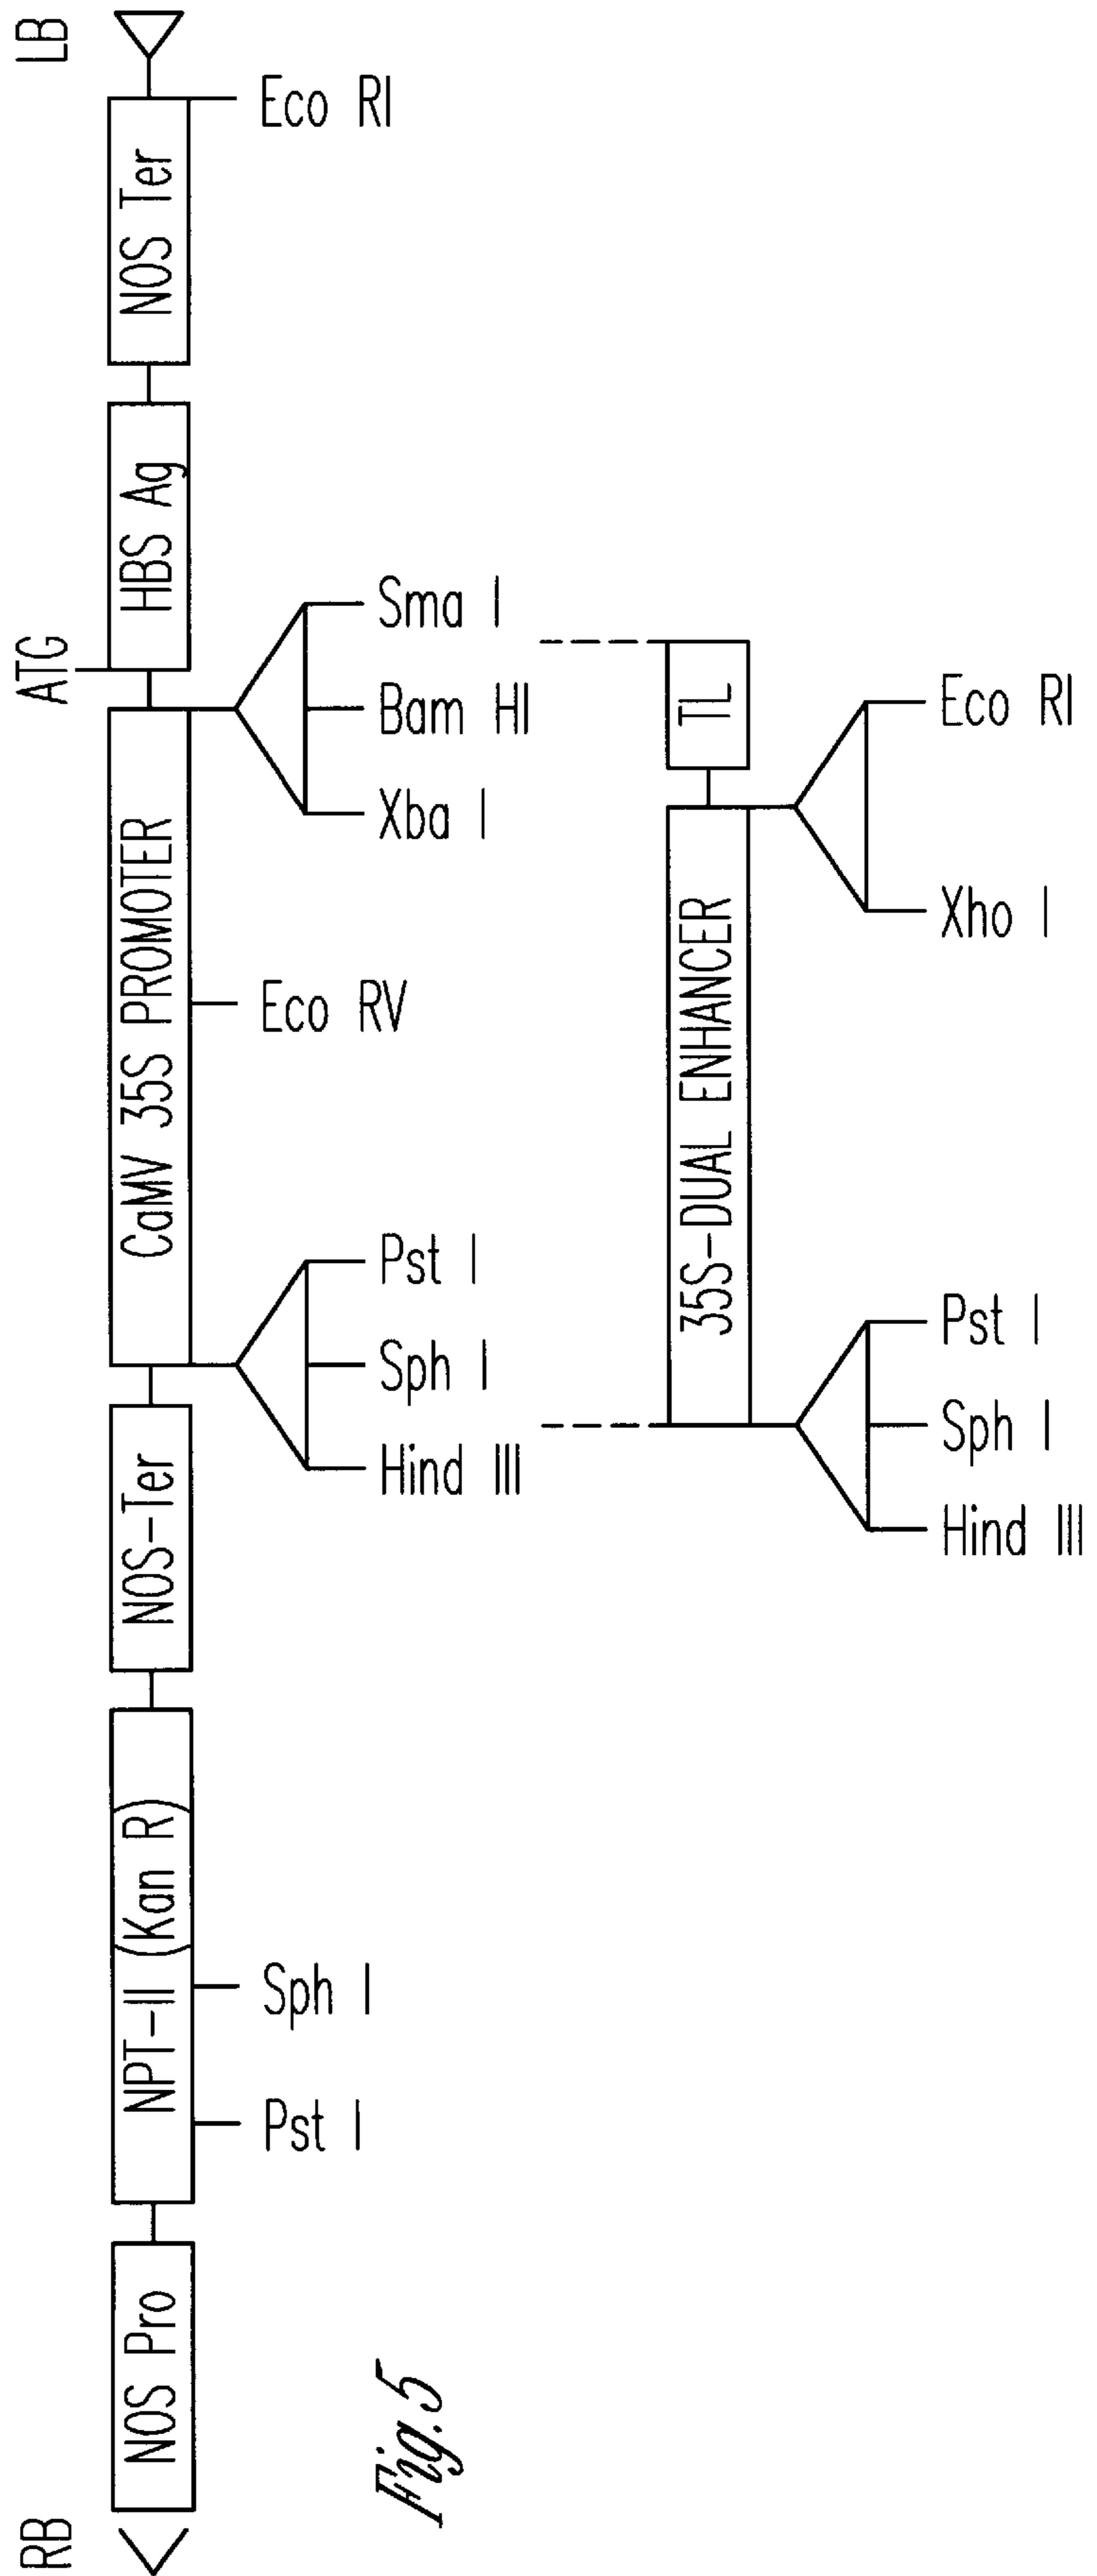 RB
LB
NOS Pro
NPT-II (Kan R)
NOS-Ter
CaMV 35S PROMOTER
ATG
HBS Ag
NOS Ter
Pst I
Sph I
Hind III
Sph I
Pst I
Eco RV
Xba I
Bam HI
Sma I
Eco RI
35S-DUAL ENHANCER
TL
Hind III
Sph I
Pst I
Xho I
Eco RI
Fig. 5